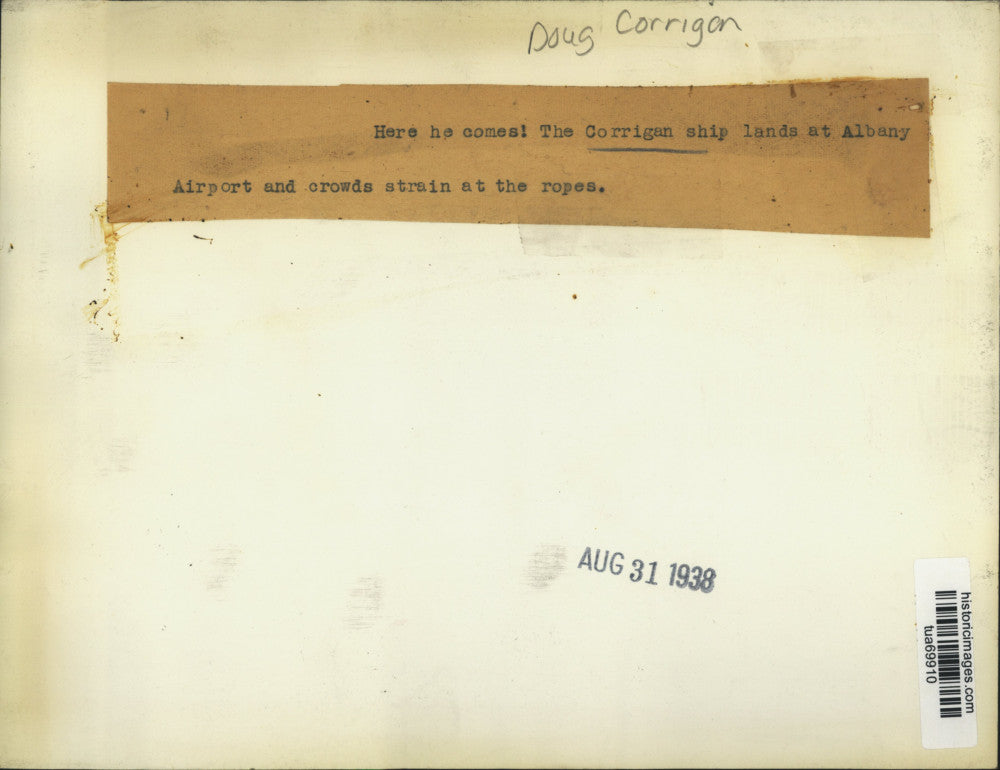 Doug Corrigan
Here he comes! The Corrigan ship lands at Albany
Airport and crowds strain at the ropes.
AUG 31 1938
historicimages.com
tua69910